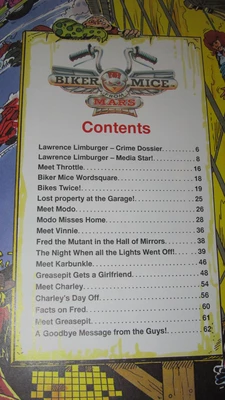 BIKER MICE
FROM
MARS
Contents
Lawrence Limburger – Crime Dossier..........6
Lawrence Limburger – Media Star!..........8
Meet Throttle..........16
Biker Mice Wordsquare..........18
Bikes Twice!..........19
Lost property at the Garage!..........25
Meet Modo..........26
Modo Misses Home..........28
Meet Vinnie..........36
Fred the Mutant in the Hall of Mirrors..........38
The Night When all the Lights Went Off!..........39
Meet Karbunkle..........46
Greasepit Gets a Girlfriend..........48
Meet Charley..........54
Charley's Day Off..........56
Facts on Fred..........60
Meet Greasepit..........61
A Goodbye Message from the Guys!..........62